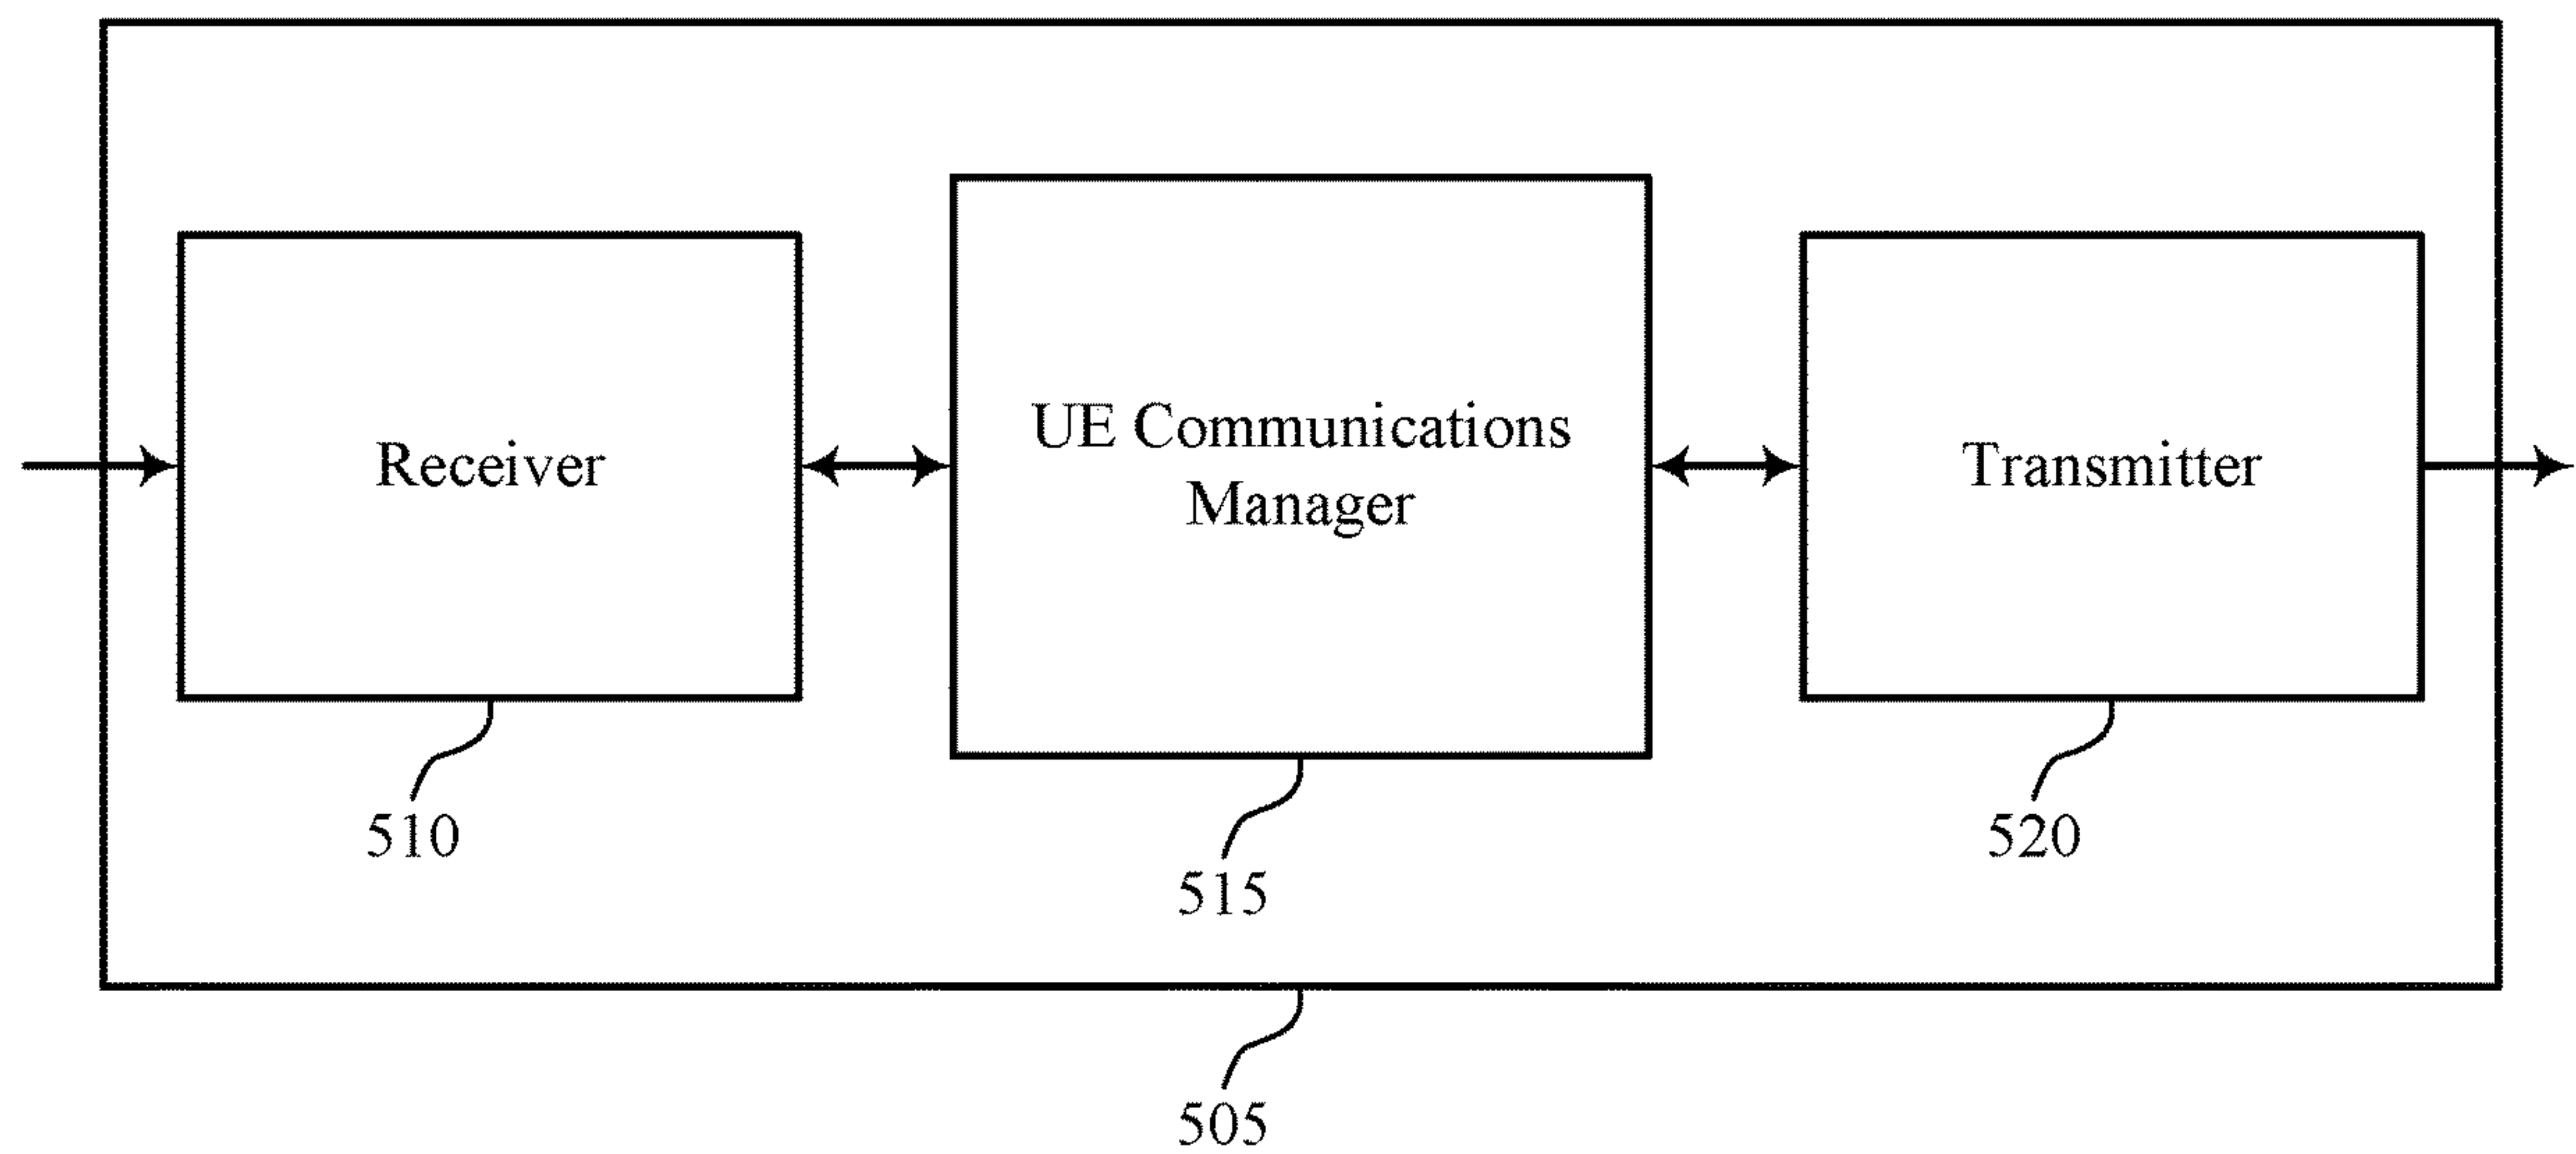 Receiver
UE Communications
Manager
Transmitter
510
515
520
505